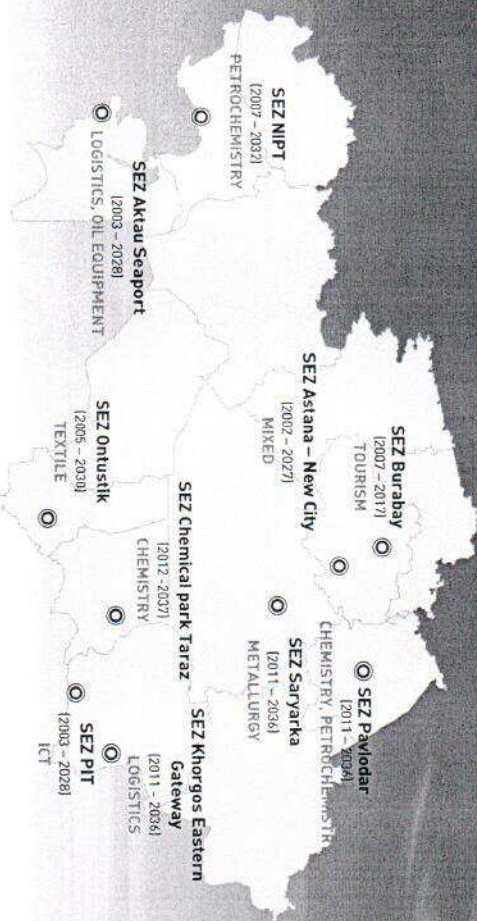 SEZ NIPT
(2007 – 2032)
PETROCHEMISTRY
SEZ Aktau Seaport
(2003 – 2028)
LOGISTICS, OIL EQUIPMENT
SEZ Burabay
(2007 – 2017)
TOURISM
SEZ Astana – New City
(2002 – 2027)
MIXED
SEZ Pavlodar
(2011 – 2036)
CHEMISTRY, PETROCHEMISTR
SEZ Saryarka
(2011 – 2036)
METALLURGY
SEZ Ontustik
(2005 – 2030)
TEXTILE
SEZ Chemical park Taraz
(2012 - 2037)
CHEMISTRY
SEZ Khorgos Eastern
Gateway
(2011 – 2036)
LOGISTICS
SEZ PIT
(2003 – 2028)
ICT